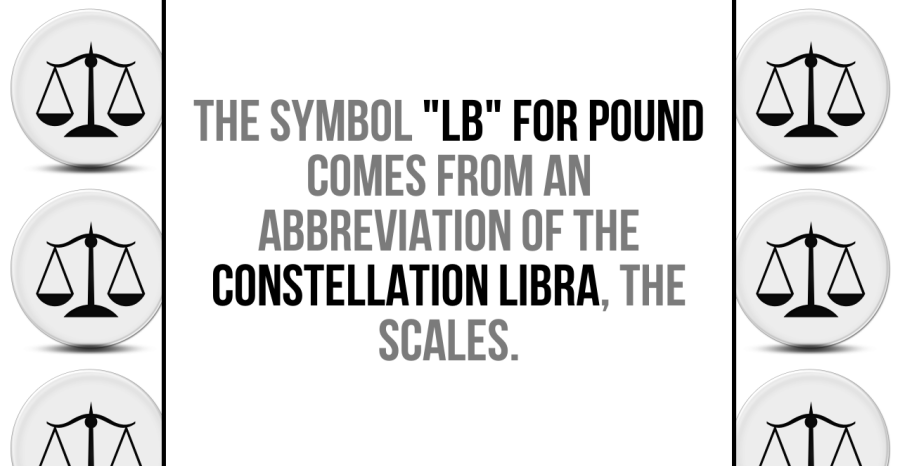 THE SYMBOL "LB" FOR POUND
COMES FROM AN
ABBREVIATION OF THE
CONSTELLATION LIBRA, THE
SCALES.